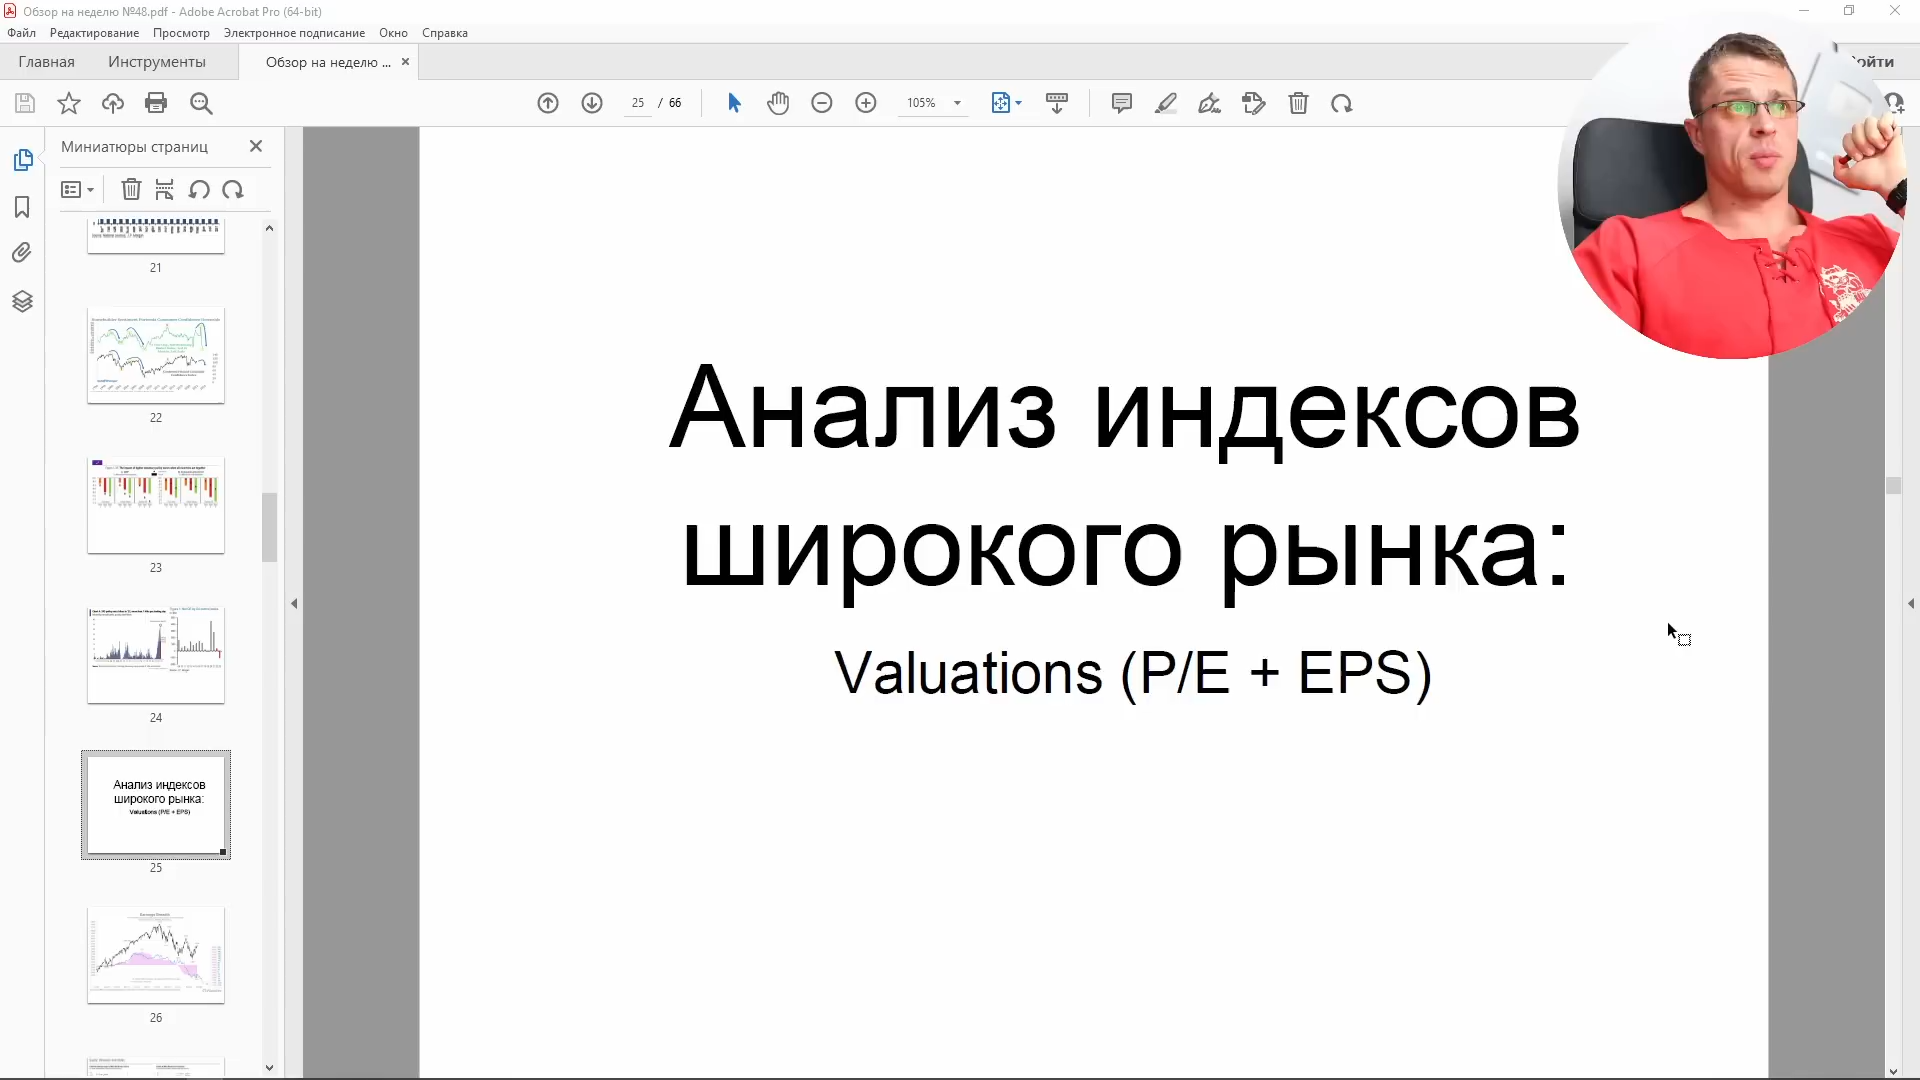 Обзор на неделю №48.pdf - Adobe Acrobat Pro (64-bit)
Файл Редактирование Просмотр Электронное подписание Окно Справка
Главная Инструменты Обзор на неделю ...
25 / 66
105%
Миниатюры страниц
21
22
23
24
Анализ индексов
широкого рынка:
Valuations (P/E + EPS)
25
26
Анализ индексов
широкого рынка:
Valuations (P/E + EPS)